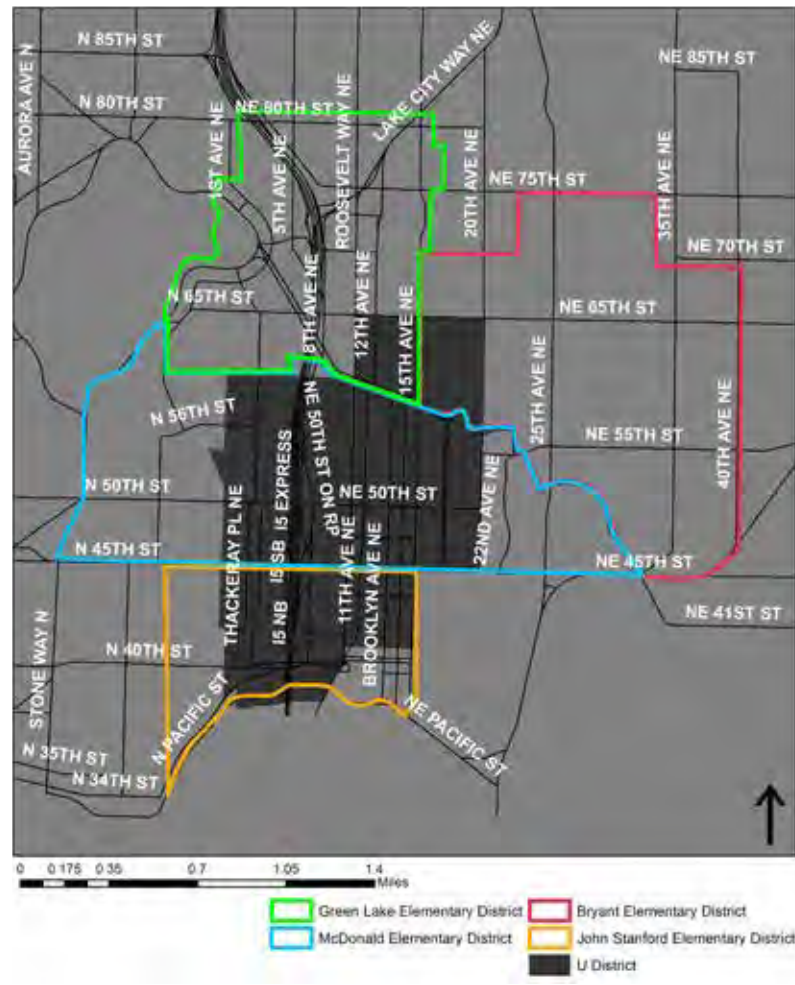 N 85TH ST
LAKE CITY WAY NE
NE 85TH ST
AURORA AVE N
N 80TH ST
NE 80TH ST
1ST AVE NE
5TH AVE NE
ROOSEVELT WAY NE
20TH AVE NE
NE 75TH ST
35TH AVE NE
NE 70TH ST
N 65TH ST
8TH AVE NE
12TH AVE NE
15TH AVE NE
NE 65TH ST
25TH AVE NE
40TH AVE NE
N 56TH ST
NE 55TH ST
N 50TH ST
THACKERAY PL NE
I5 NB I5 SB I5 EXPRESS
NE 50TH ST ON RP
NE 50TH ST
22ND AVE NE
N 45TH ST
11TH AVE NE
BROOKLYN AVE NE
NE 45TH ST
NE 41ST ST
STONE WAY N
N 40TH ST
N PACIFIC ST
NE PACIFIC ST
N 35TH ST
N 34TH ST
0 0.175 0.35 0.7 1.05 1.4
Miles
Green Lake Elementary District Bryant Elementary District
McDonald Elementary District John Stanford Elementary District
U District